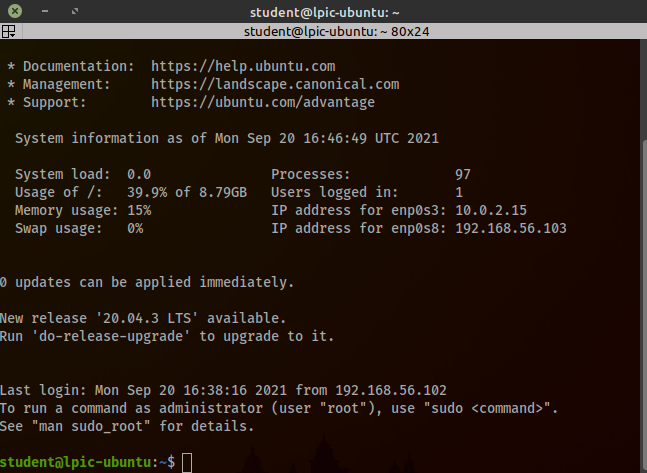 student@lpic-ubuntu: ~
student@lpic-ubuntu: ~ 80x24
* Documentation:  https://help.ubuntu.com
* Management:     https://landscape.canonical.com
* Support:        https://ubuntu.com/advantage
System information as of Mon Sep 20 16:46:49 UTC 2021
System load:  0.0               Processes:             97
Usage of /:   39.9% of 8.79GB   Users logged in:       1
Memory usage: 15%               IP address for enp0s3: 10.0.2.15
Swap usage:   0%                IP address for enp0s8: 192.168.56.103
0 updates can be applied immediately.
New release '20.04.3 LTS' available.
Run 'do-release-upgrade' to upgrade to it.
Last login: Mon Sep 20 16:38:16 2021 from 192.168.56.102
To run a command as administrator (user "root"), use "sudo <command>".
See "man sudo_root" for details.
student@lpic-ubuntu:~$